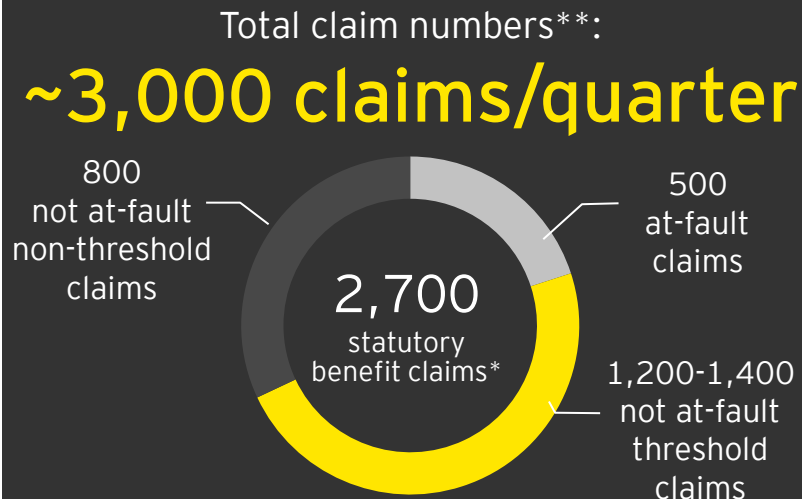 Total claim numbers**:
~3,000 claims/quarter
800
not at-fault
non-threshold
claims
500
at-fault
claims
2,700
statutory
benefit claims*
1,200-1,400
not at-fault
threshold
claims